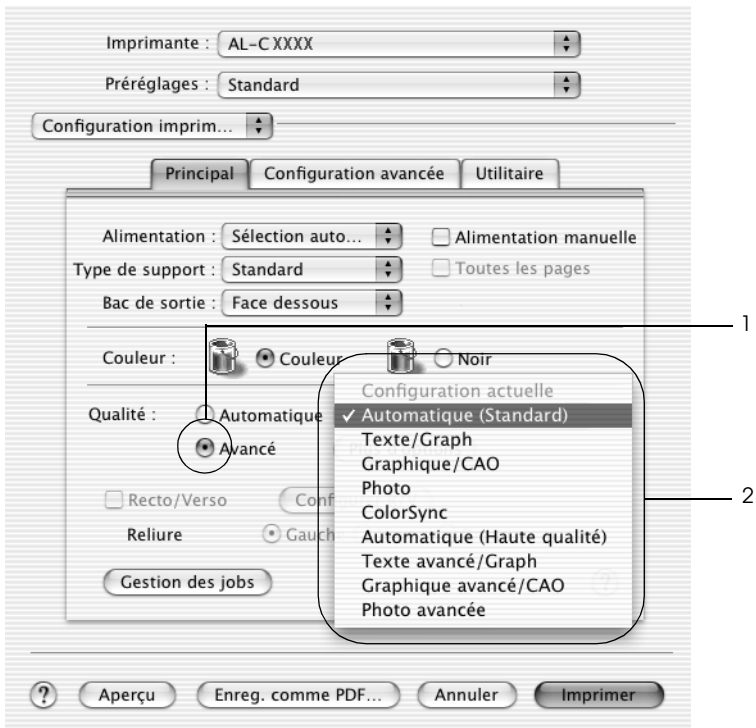 Imprimante : AL-CXXXX
Préréglages : Standard
Configuration imprim...
Principal Configuration avancée Utilitaire
Alimentation : Sélection auto... Alimentation manuelle
Type de support : Standard Toutes les pages
Bac de sortie : Face dessous
1
Couleur : Couleur Noir
Configuration actuelle
Qualité : Automatique ✓ Automatique (Standard)
Avancé Texte/Graph
Graphique/CAO
Photo
2
Recto/Verso ColorSync
Reliure Automatique (Haute qualité)
Texte avancé/Graph
Gestion des jobs Graphique avancé/CAO
?
Photo avancée
? Aperçu Enreg. comme PDF... Annuler Imprimer